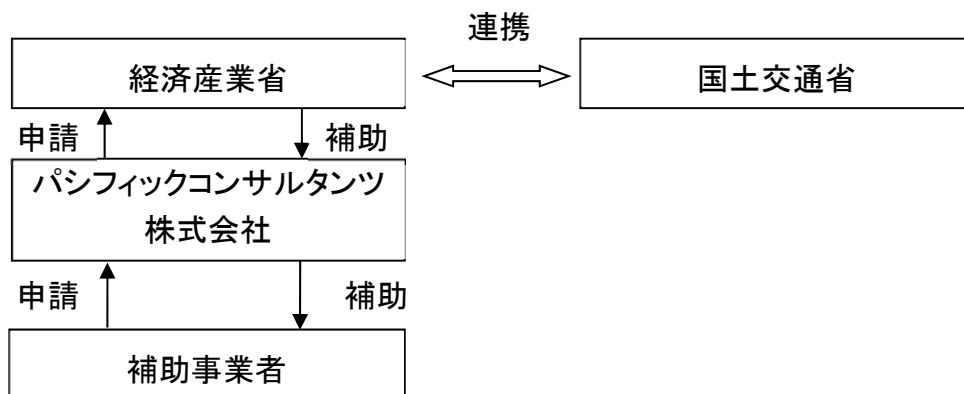 連携
経済産業省
国土交通省
申請
補助
パシフィックコンサルタンツ
株式会社
申請
補助
補助事業者